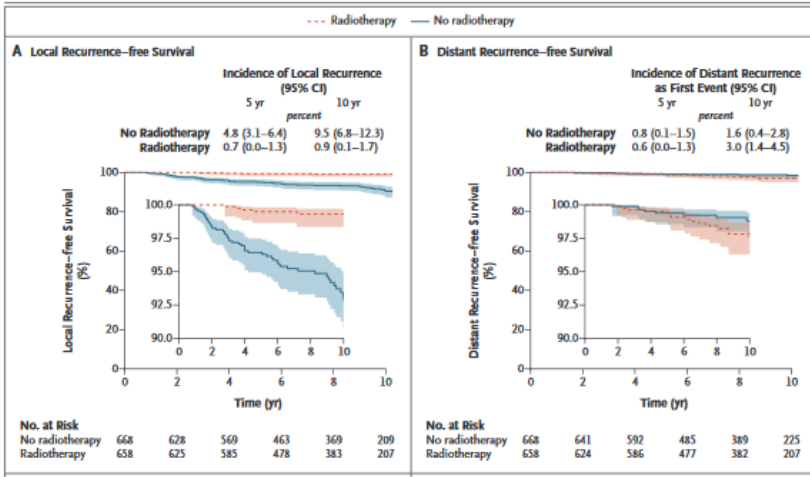 Radiotherapy No radiotherapy
A Local Recurrence–free Survival
Incidence of Local Recurrence
(95% CI)
5 yr 10 yr
percent
No Radiotherapy 4.8 (3.1–6.4) 9.5 (6.8–12.3)
Radiotherapy 0.7 (0.0–1.3) 0.9 (0.1–1.7)
Local Recurrence–free Survival
(%)
100
80
60
40
20
0
100.0
97.5
95.0
92.5
90.0
0 2 4 6 8 10
0 2 4 6 8 10
Time (yr)
No. at Risk
No radiotherapy 668 628 569 463 369 209
Radiotherapy 658 625 585 478 383 207
B Distant Recurrence–free Survival
Incidence of Distant Recurrence
as First Event (95% CI)
5 yr 10 yr
percent
No Radiotherapy 0.8 (0.1–1.5) 1.6 (0.4–2.8)
Radiotherapy 0.6 (0.0–1.3) 3.0 (1.4–4.5)
Distant Recurrence–free Survival
(%)
100
80
60
40
20
0
100.0
97.5
95.0
92.5
90.0
0 2 4 6 8 10
0 2 4 6 8 10
Time (yr)
No. at Risk
No radiotherapy 668 641 592 485 389 225
Radiotherapy 658 624 586 477 382 207